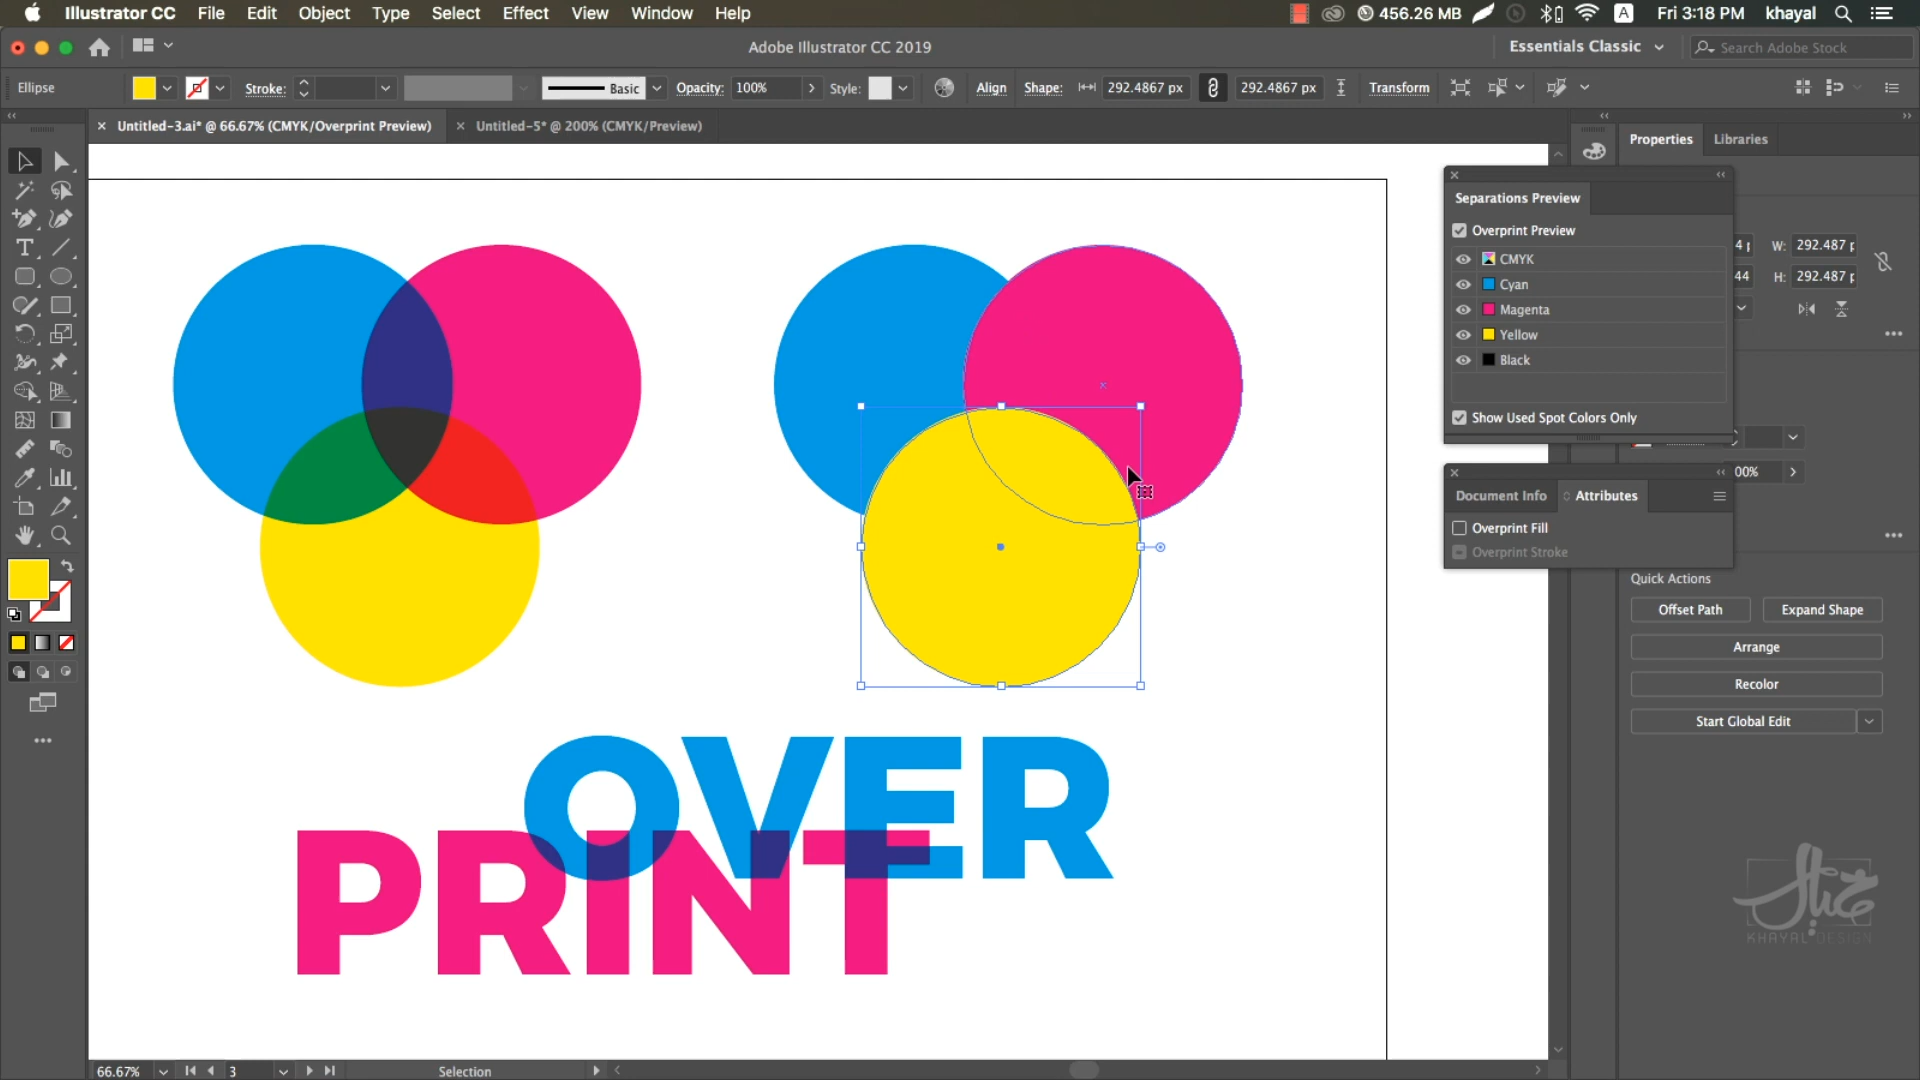 Illustrator CC File Edit Object Type Select Effect View Window Help 456.26 MB A Fri 3:18 PM khayal
Adobe Illustrator CC 2019 Essentials Classic Search Adobe Stock
Ellipse Stroke: Basic Opacity: 100% Style: Align Shape: 292.4867 px 292.4867 px Transform
Untitled-3.ai* @ 66.67% (CMYK/Overprint Preview) Untitled-5* @ 200% (CMYK/Preview)
Properties Libraries
Separations Preview
Overprint Preview
CMYK
Cyan
Magenta
Yellow
Black
Show Used Spot Colors Only
W: 292.487 p
H: 292.487 p
Document Info Attributes
Overprint Fill
Overprint Stroke
Quick Actions
Offset Path Expand Shape
Arrange
Recolor
Start Global Edit
OVER
PRINT
خيال
KHAYAL DESIGN
66.67% 3 Selection